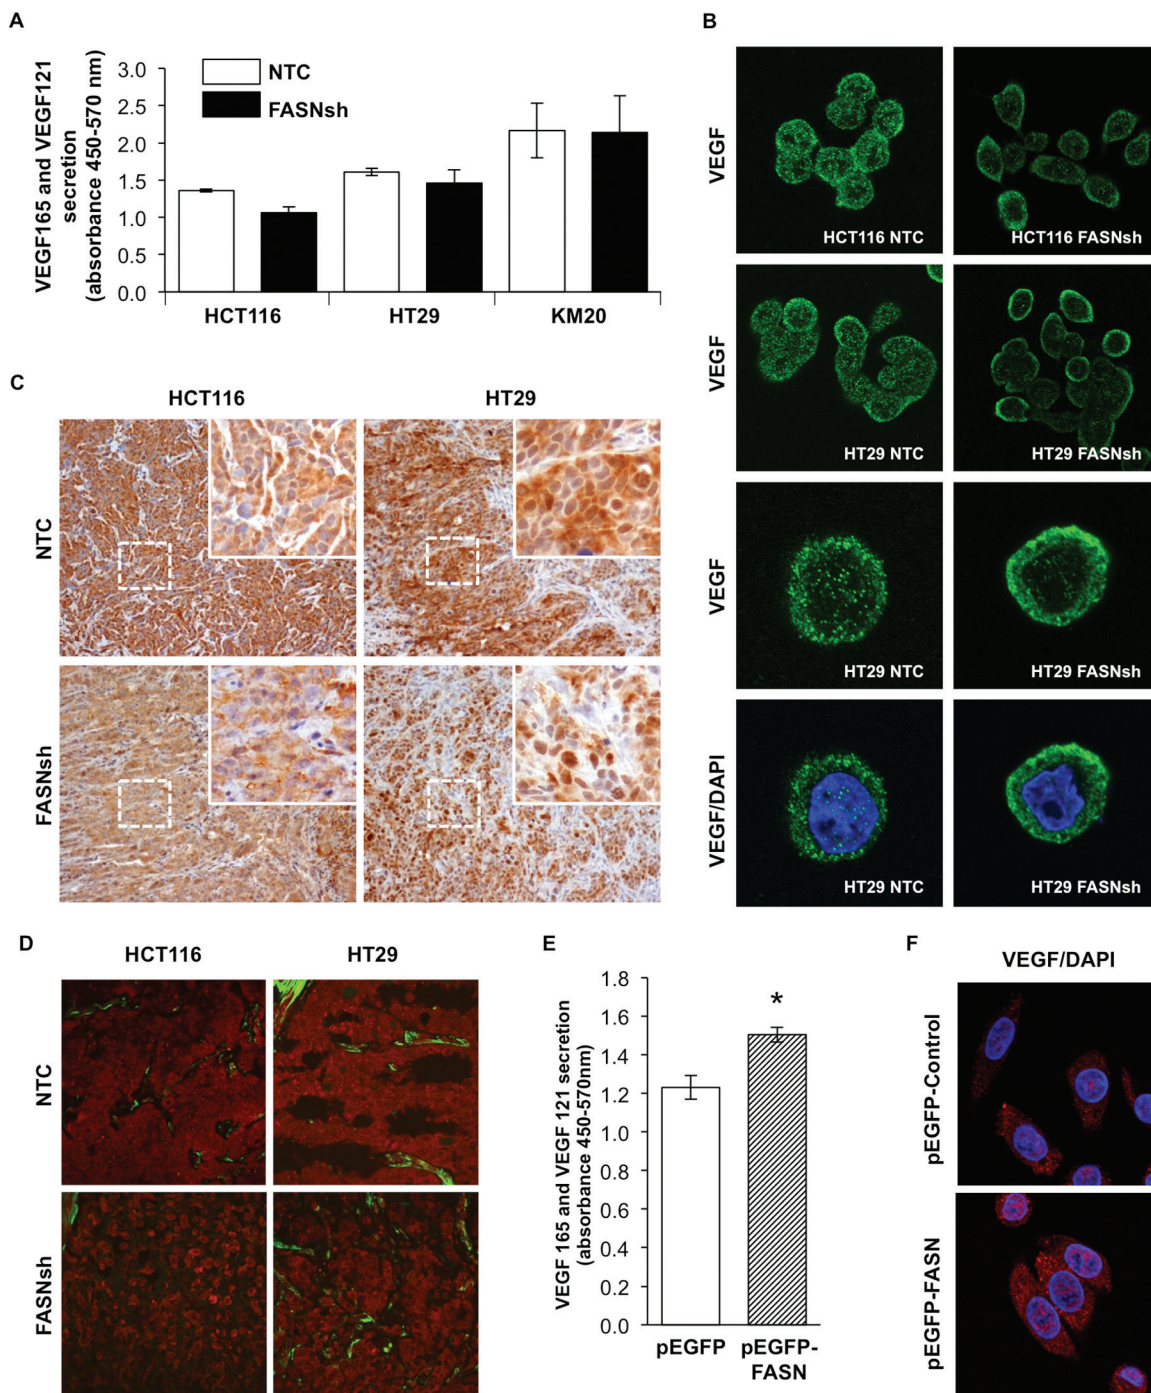 A
VEGF165 and VEGF121
secretion
(absorbance 450-570 nm)
3.0
2.5
2.0
1.5
1.0
0.5
0.0
NTC
FASNsh
HCT116
HT29
KM20
B
VEGF
HCT116 NTC
HCT116 FASNsh
VEGF
HT29 NTC
HT29 FASNsh
VEGF
HT29 NTC
HT29 FASNsh
VEGF/DAPI
HT29 NTC
HT29 FASNsh
C
HCT116
HT29
NTC
FASNsh
D
HCT116
HT29
NTC
FASNsh
E
VEGF 165 and VEGF 121 secretion
(absorbance 450-570nm)
1.8
1.6
1.4
1.2
1.0
0.8
0.6
0.4
0.2
0.0
*
pEGFP
pEGFP-
FASN
F
VEGF/DAPI
pEGFP-Control
pEGFP-FASN